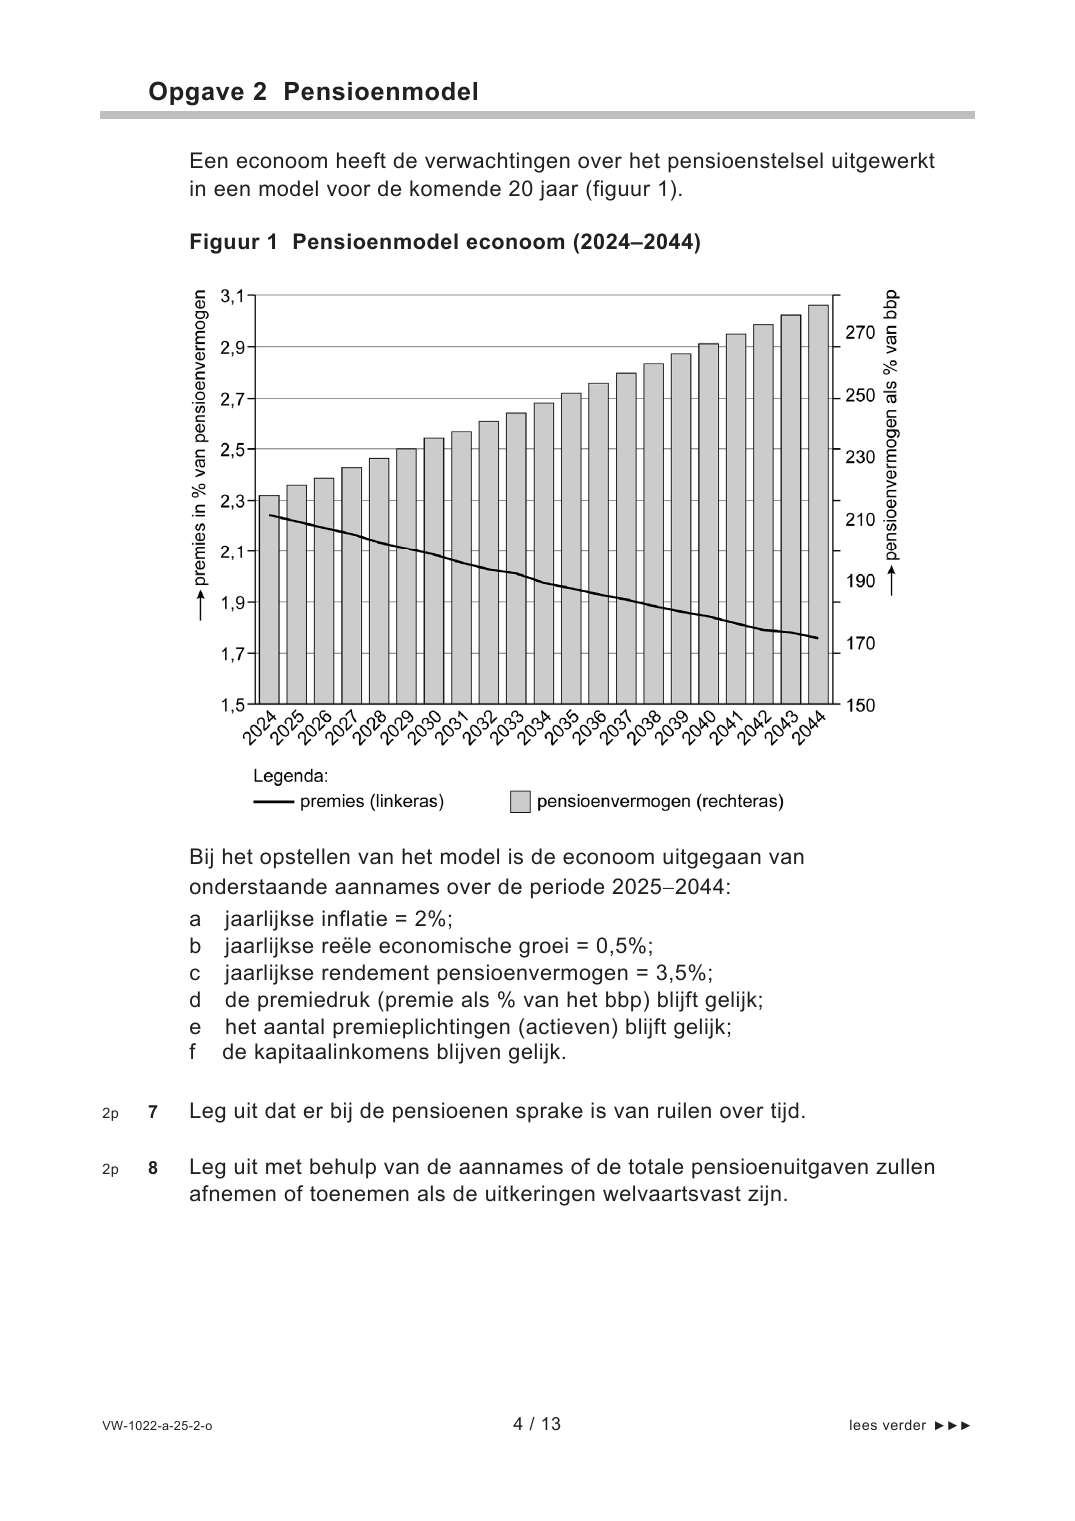 Opgave 2 Pensioenmodel
Een econoom heeft de verwachtingen over het pensioenstelsel uitgewerkt
in een model voor de komende 20 jaar (figuur 1).
Figuur 1 Pensioenmodel econoom (2024–2044)
premies in % van pensioenvermogen
3,1
2,9
2,7
2,5
2,3
2,1
1,9
1,7
1,5
270
250
230
210
190
170
150
pensioenvermogen als % van bbp
2024 2025 2026 2027 2028 2029 2030 2031 2032 2033 2034 2035 2036 2037 2038 2039 2040 2041 2042 2043 2044
Legenda:
premies (linkeras) pensioenvermogen (rechteras)
Bij het opstellen van het model is de econoom uitgegaan van
onderstaande aannames over de periode 2025–2044:
a jaarlijkse inflatie = 2%;
b jaarlijkse reële economische groei = 0,5%;
c jaarlijkse rendement pensioenvermogen = 3,5%;
d de premiedruk (premie als % van het bbp) blijft gelijk;
e het aantal premieplichtingen (actieven) blijft gelijk;
f de kapitaalinkomens blijven gelijk.
2p 7 Leg uit dat er bij de pensioenen sprake is van ruilen over tijd.
2p 8 Leg uit met behulp van de aannames of de totale pensioenuitgaven zullen
afnemen of toenemen als de uitkeringen welvaartsvast zijn.
VW-1022-a-25-2-o 4 / 13 lees verder ►►►